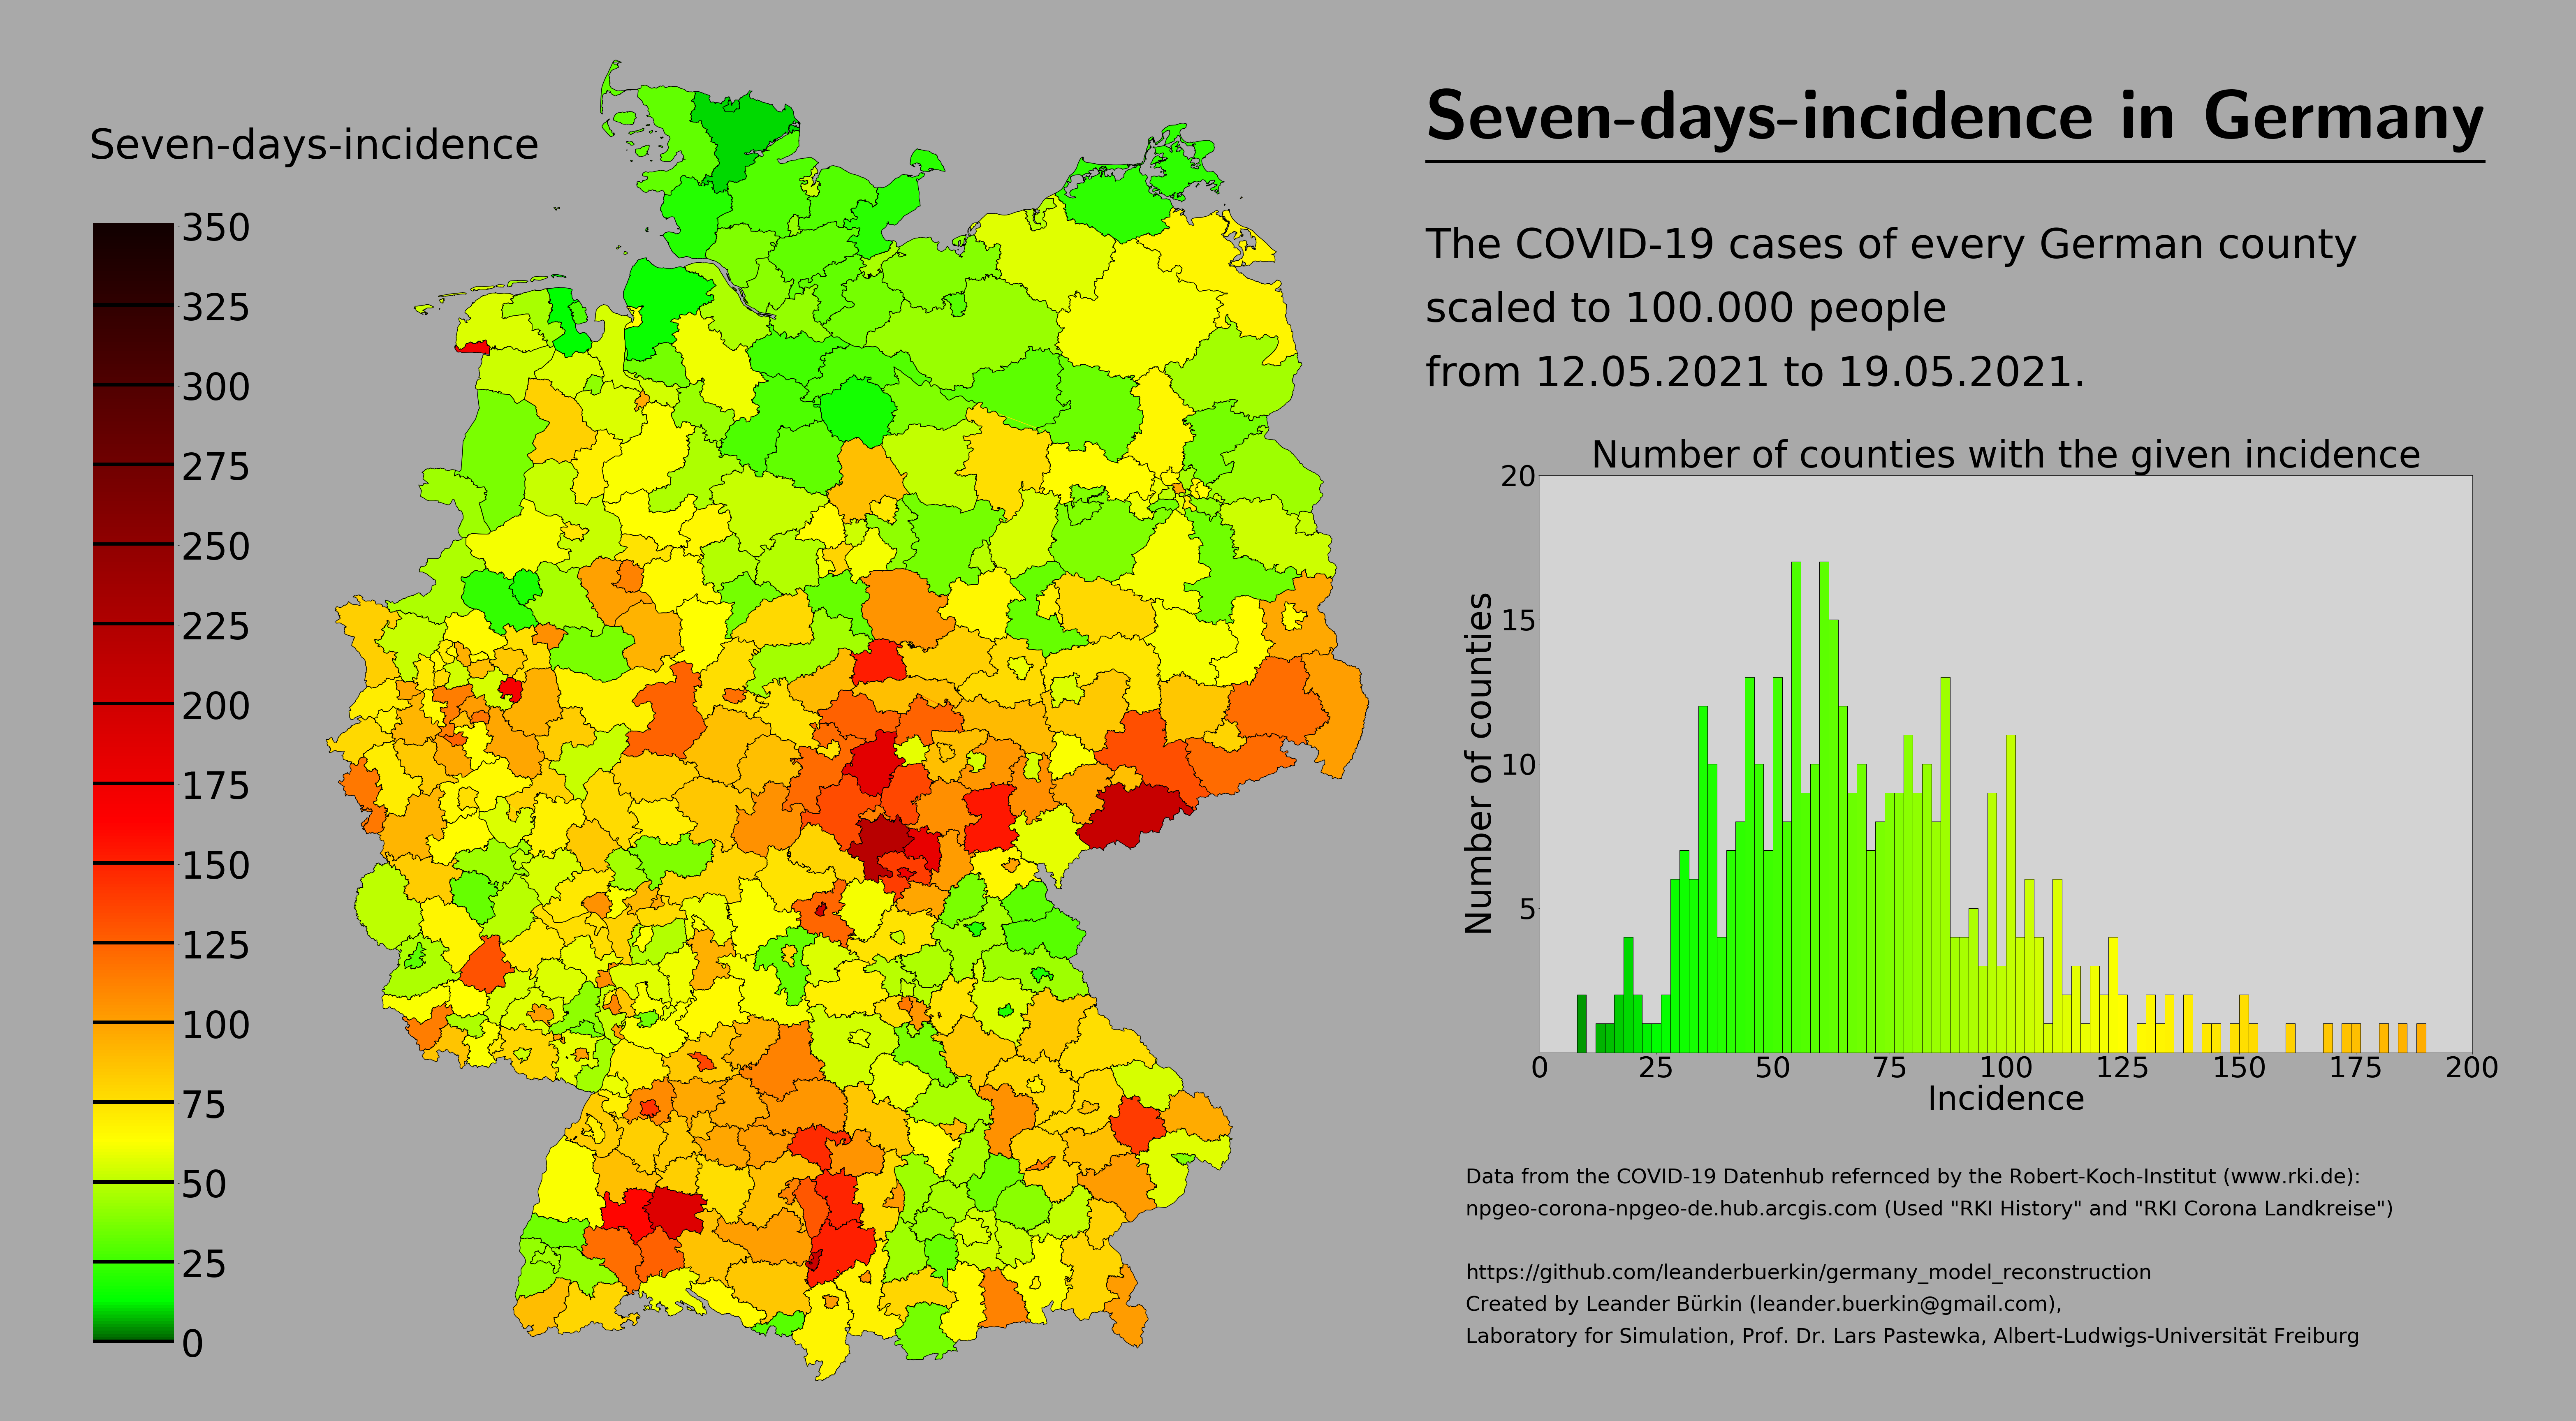 Seven-days-incidence in Germany
Seven-days-incidence
350
325
300
275
250
225
200
175
150
125
100
75
50
25
0
The COVID-19 cases of every German county
scaled to 100.000 people
from 12.05.2021 to 19.05.2021.
Number of counties with the given incidence
Number of counties
20
15
10
5
0 25 50 75 100 125 150 175 200
Incidence
Data from the COVID-19 Datenhub refernced by the Robert-Koch-Institut (www.rki.de):
npgeo-corona-npgeo-de.hub.arcgis.com (Used "RKI History" and "RKI Corona Landkreise")
https://github.com/leanderbuerkin/germany_model_reconstruction
Created by Leander Bürkin (leander.buerkin@gmail.com),
Laboratory for Simulation, Prof. Dr. Lars Pastewka, Albert-Ludwigs-Universität Freiburg